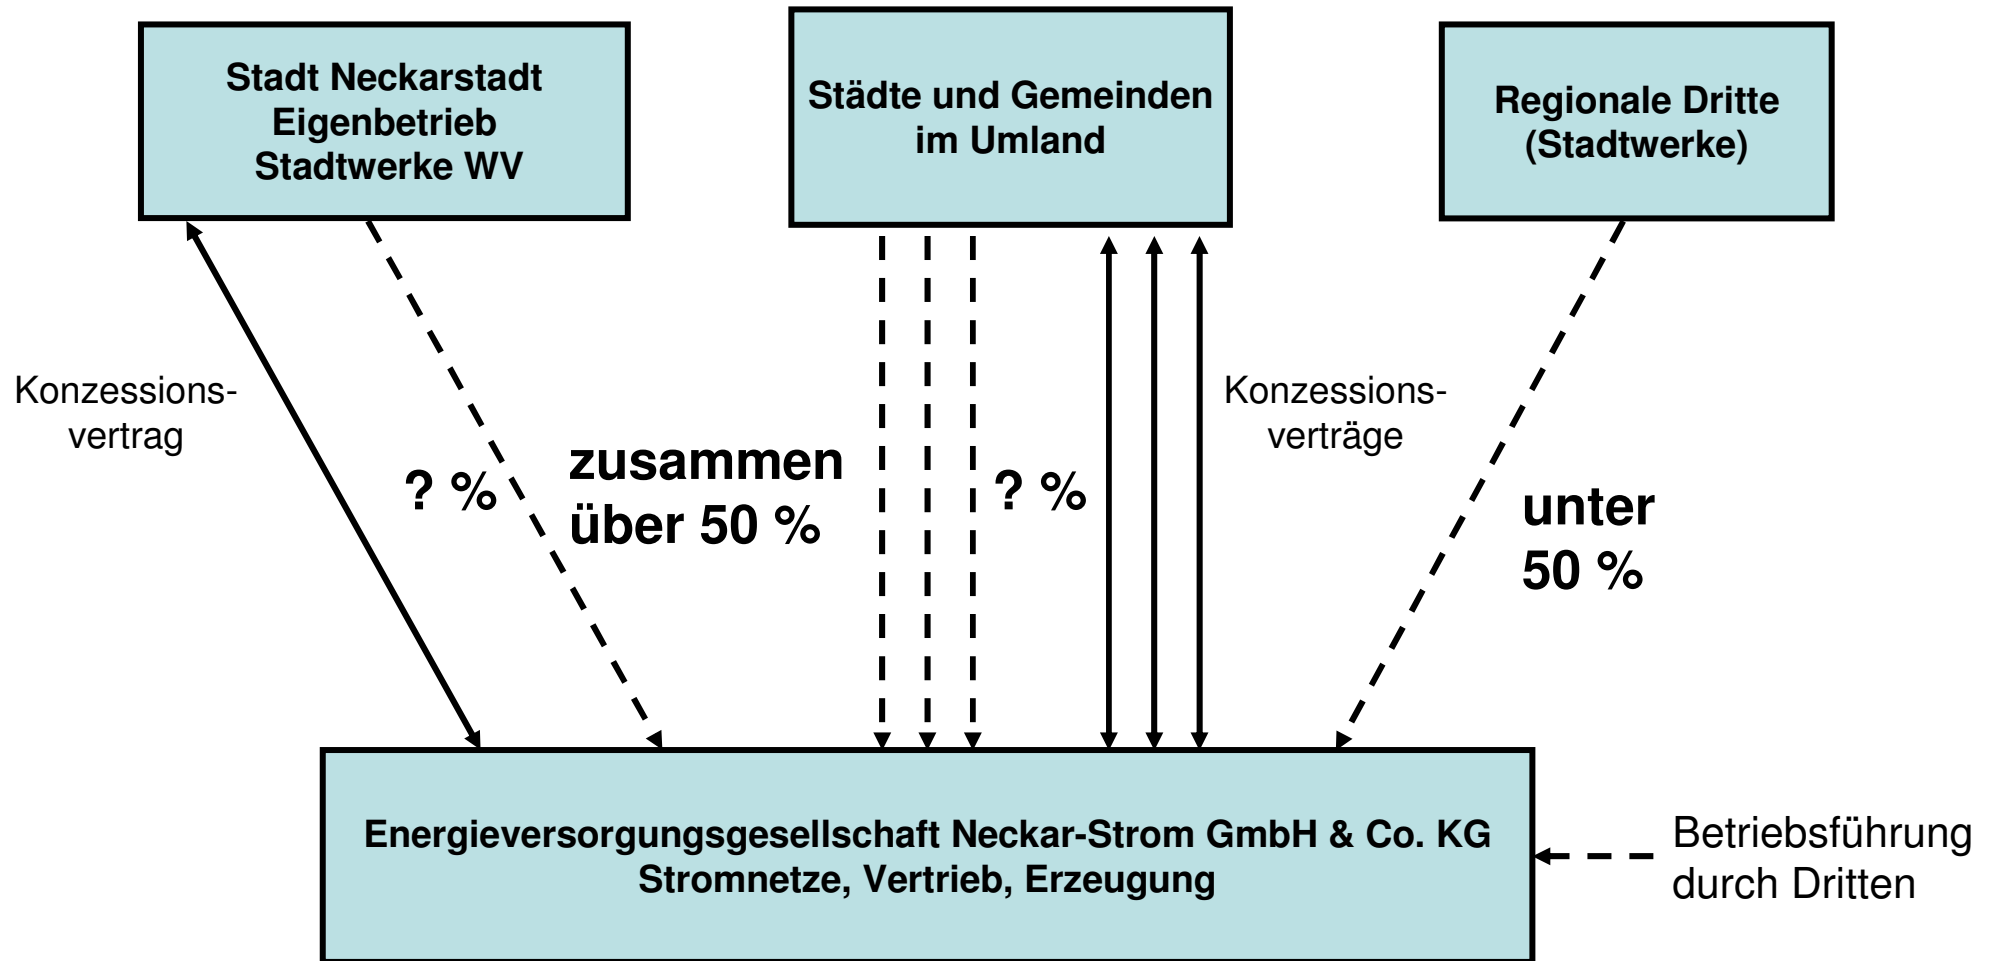 Stadt Neckarstadt
Eigenbetrieb
Stadtwerke WV
Städte und Gemeinden
im Umland
Regionale Dritte
(Stadtwerke)
Konzessions-
vertrag
? %
zusammen
über 50 %
? %
Konzessions-
verträge
unter
50 %
Energieversorgungsgesellschaft Neckar-Strom GmbH & Co. KG
Stromnetze, Vertrieb, Erzeugung
Betriebsführung
durch Dritten